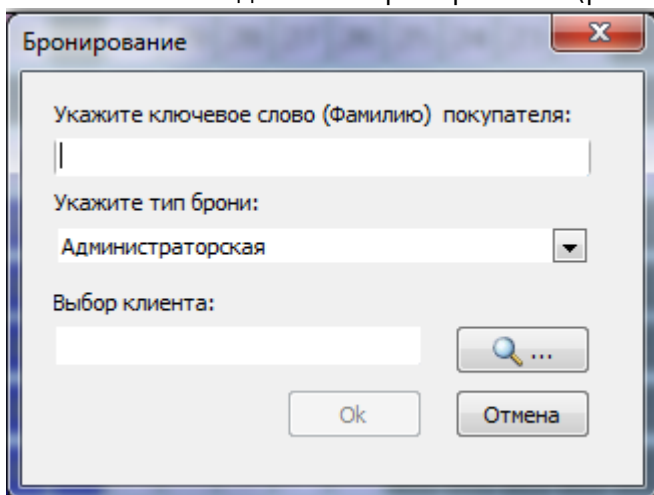 Бронирование
Укажите ключевое слово (Фамилию) покупателя:
Укажите тип брони:
Администраторская
Выбор клиента:
...
Ok
Отмена